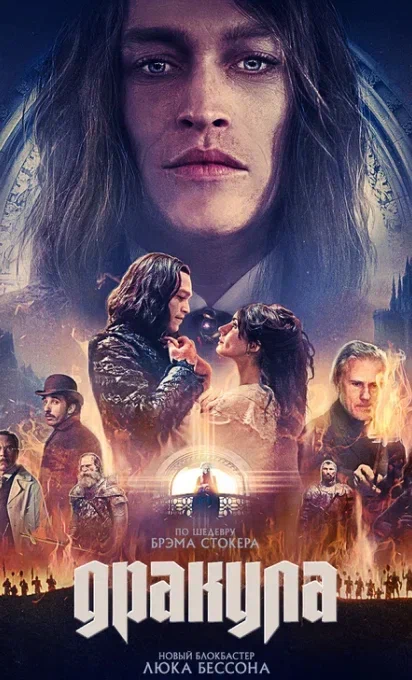 ПО ШЕДЕВРУ
БРЭМА СТОКЕРА
дракула
НОВЫЙ БЛОКБАСТЕР
ЛЮКА БЕССОНА